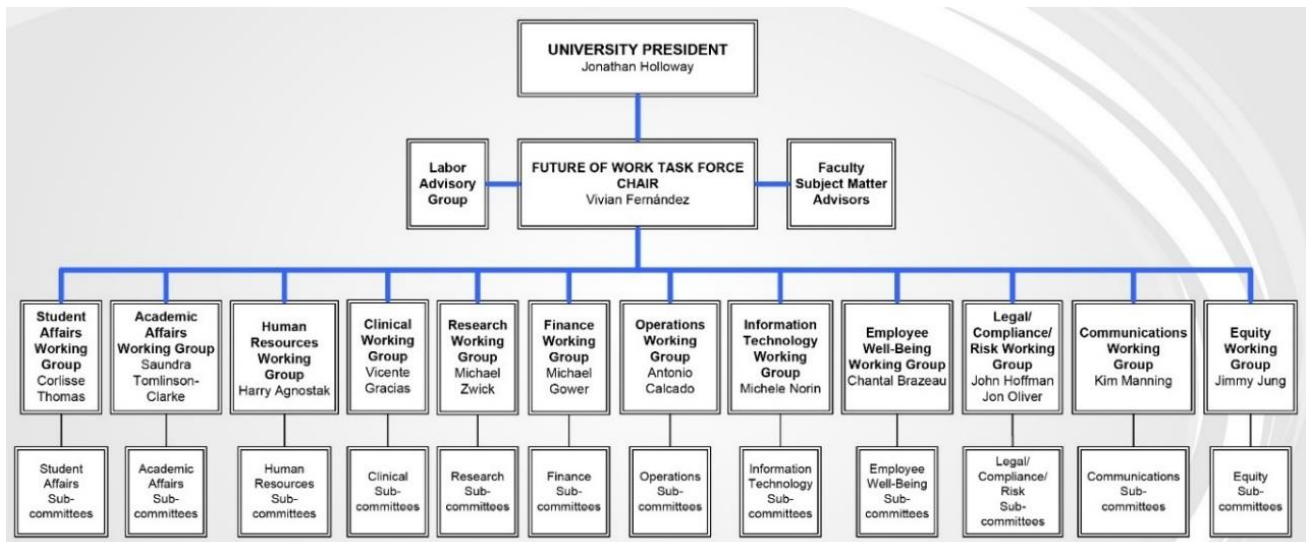 UNIVERSITY PRESIDENT
Jonathan Holloway
Labor
Advisory
Group
FUTURE OF WORK TASK FORCE
CHAIR
Vivian Fernández
Faculty
Subject Matter
Advisors
Student
Affairs
Working
Group
Corlisse
Thomas
Academic
Affairs
Working Group
Saundra
Tomlinson-
Clarke
Human
Resources
Working
Group
Harry Agnostak
Clinical
Working
Group
Vicente
Gracias
Research
Working
Group
Michael
Zwick
Finance
Working
Group
Michael
Gower
Operations
Working
Group
Antonio
Calcado
Information
Technology
Working
Group
Michele Norin
Employee
Well-Being
Working Group
Chantal Brazeau
Legal/
Compliance/
Risk Working
Group
John Hoffman
Jon Oliver
Communications
Working
Group
Kim Manning
Equity
Working
Group
Jimmy Jung
Student
Affairs
Sub-
committees
Academic
Affairs
Sub-
committees
Human
Resources
Sub-
committees
Clinical
Sub-
committees
Research
Sub-
committees
Finance
Sub-
committees
Operations
Sub-
committees
Information
Technology
Sub-
committees
Employee
Well-Being
Sub-
committees
Legal/
Compliance/
Risk
Sub-
committees
Communications
Sub-
committees
Equity
Sub-
committees